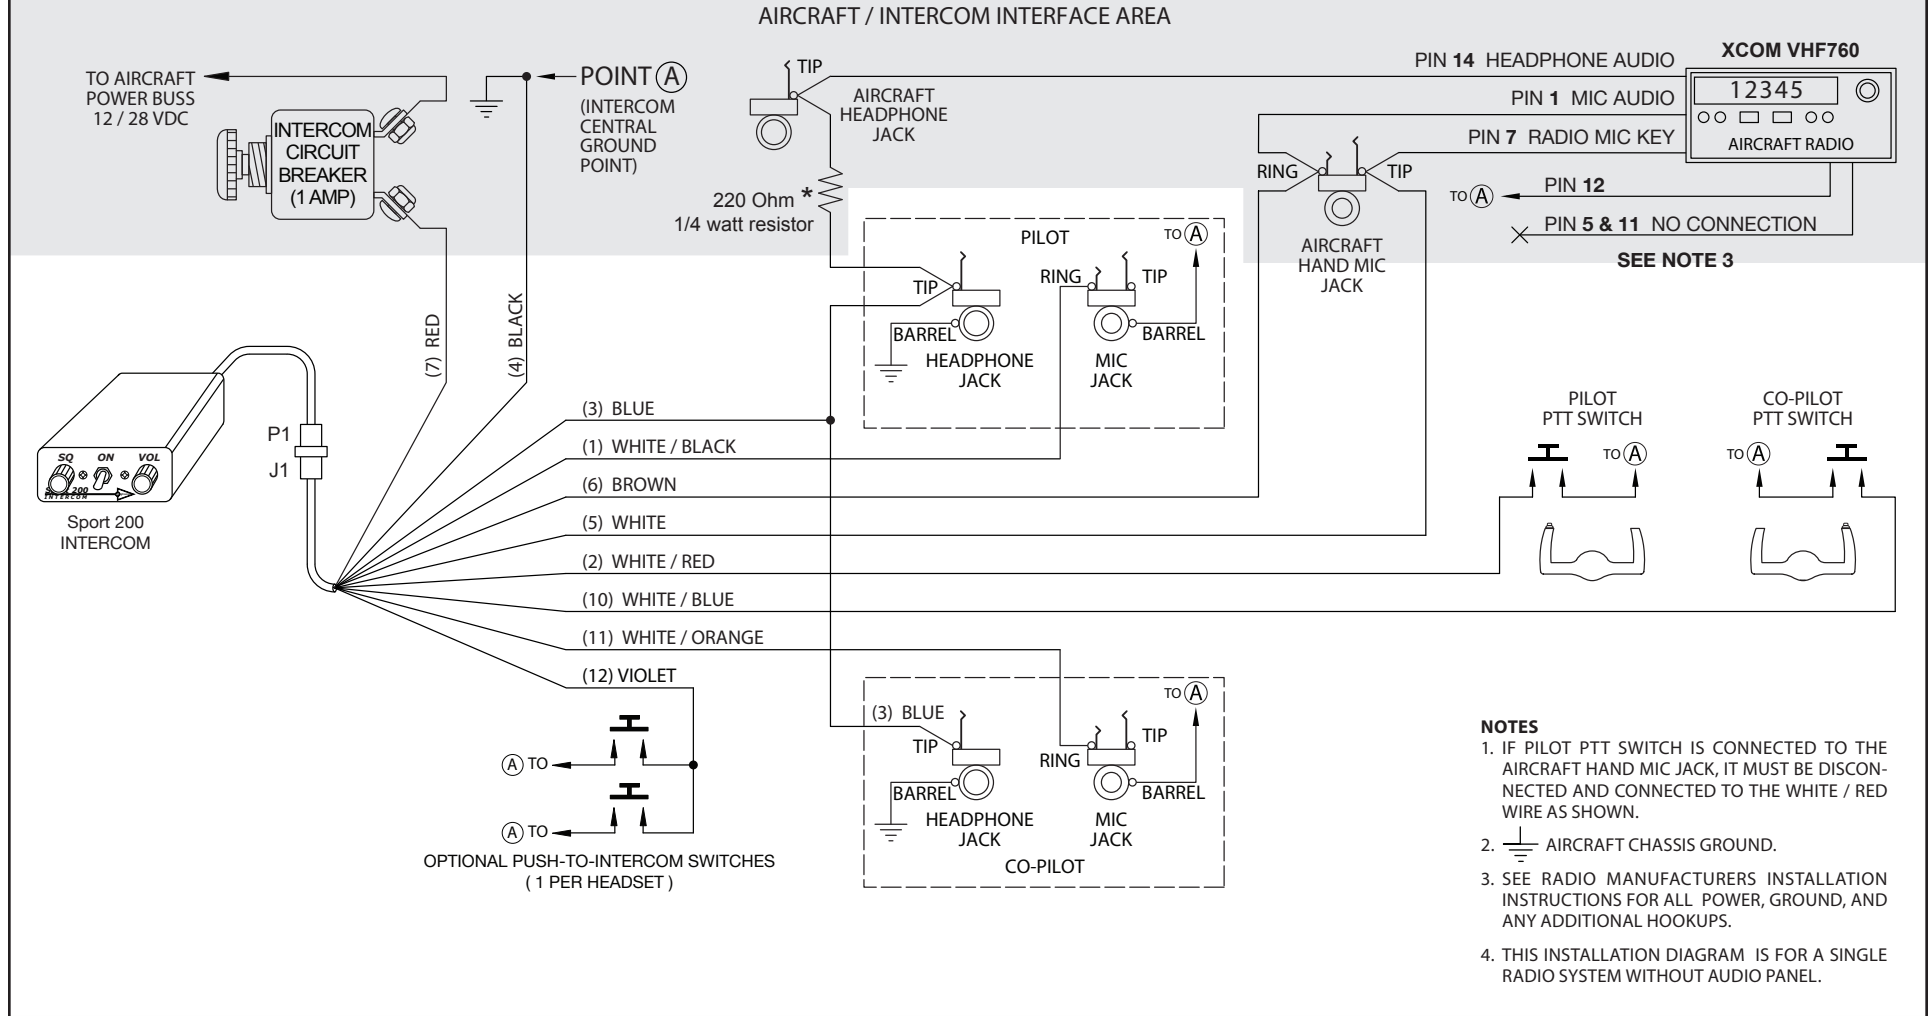 AIRCRAFT / INTERCOM INTERFACE AREA
TO AIRCRAFT
POWER BUSS
12 / 28 VDC
INTERCOM
CIRCUIT
BREAKER
(1 AMP)
POINT A
(INTERCOM
CENTRAL
GROUND
POINT)
TIP
AIRCRAFT
HEADPHONE
JACK
220 Ohm *
1/4 watt resistor
PIN 14 HEADPHONE AUDIO
PIN 1 MIC AUDIO
PIN 7 RADIO MIC KEY
XCOM VHF760
12345
AIRCRAFT RADIO
RING
TIP
AIRCRAFT
HAND MIC
JACK
TO A
PIN 12
PIN 5 & 11 NO CONNECTION
SEE NOTE 3
PILOT
TO A
TIP
RING
TIP
BARREL
BARREL
HEADPHONE
JACK
MIC
JACK
(7) RED
(4) BLACK
(3) BLUE
(1) WHITE / BLACK
(6) BROWN
(5) WHITE
(2) WHITE / RED
(10) WHITE / BLUE
(11) WHITE / ORANGE
(12) VIOLET
P1
J1
SQ
ON
VOL
200
INTERCOM
Sport 200
INTERCOM
PILOT
PTT SWITCH
TO A
CO-PILOT
PTT SWITCH
TO A
A TO
A TO
OPTIONAL PUSH-TO-INTERCOM SWITCHES
( 1 PER HEADSET )
(3) BLUE
TIP
TO A
RING
TIP
BARREL
BARREL
HEADPHONE
JACK
MIC
JACK
CO-PILOT
NOTES
1. IF PILOT PTT SWITCH IS CONNECTED TO THE
AIRCRAFT HAND MIC JACK, IT MUST BE DISCON-
NECTED AND CONNECTED TO THE WHITE / RED
WIRE AS SHOWN.
2. AIRCRAFT CHASSIS GROUND.
3. SEE RADIO MANUFACTURERS INSTALLATION
INSTRUCTIONS FOR ALL POWER, GROUND, AND
ANY ADDITIONAL HOOKUPS.
4. THIS INSTALLATION DIAGRAM IS FOR A SINGLE
RADIO SYSTEM WITHOUT AUDIO PANEL.